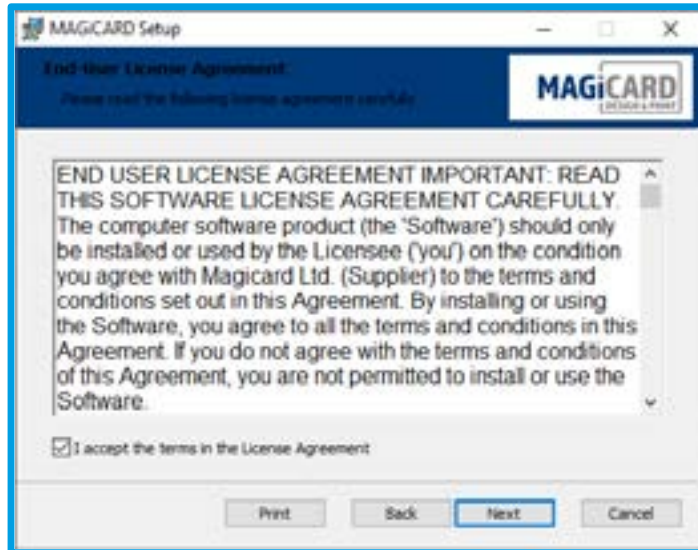 MAGiCARD Setup
End-User License Agreement
Please read the following license agreement carefully
MAGiCARD
DESIGN & PRINT
END USER LICENSE AGREEMENT IMPORTANT: READ
THIS SOFTWARE LICENSE AGREEMENT CAREFULLY.
The computer software product (the 'Software') should only
be installed or used by the Licensee ('you') on the condition
you agree with Magicard Ltd. (Supplier) to the terms and
conditions set out in this Agreement. By installing or using
the Software, you agree to all the terms and conditions in this
Agreement. If you do not agree with the terms and conditions
of this Agreement, you are not permitted to install or use the
Software.
I accept the terms in the License Agreement
Print Back Next Cancel